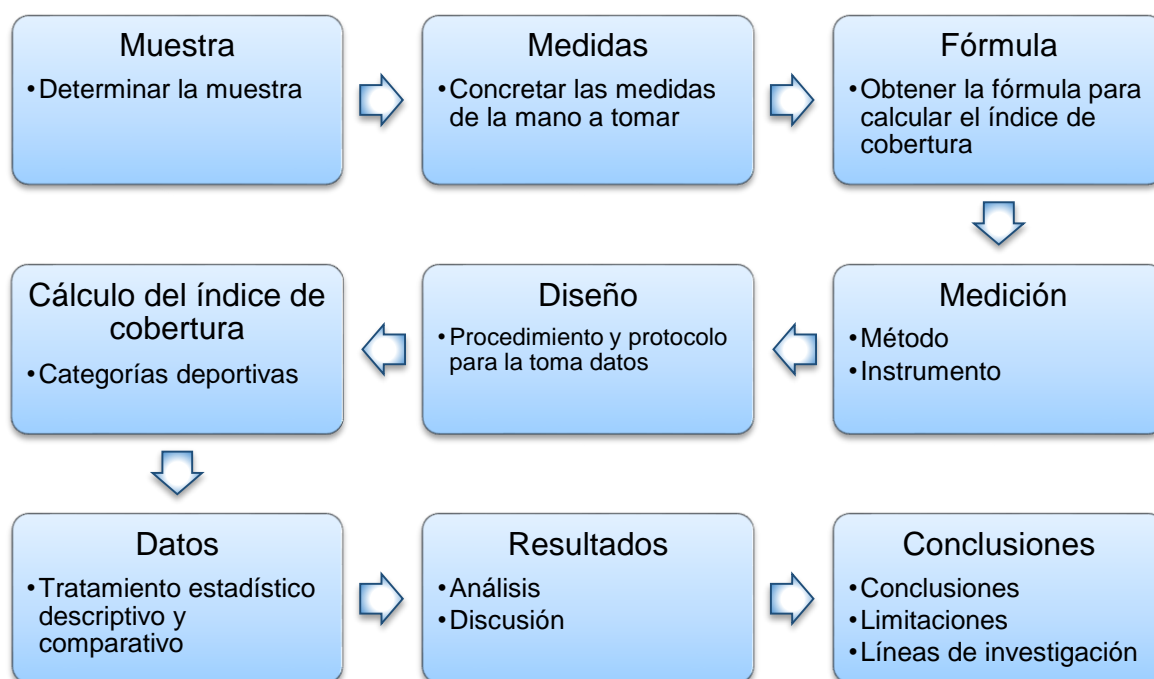 Muestra
•Determinar la muestra
Medidas
•Concretar las medidas
de la mano a tomar
Fórmula
•Obtener la fórmula para
calcular el índice de
cobertura
Medición
•Método
•Instrumento
Diseño
•Procedimiento y protocolo
para la toma datos
Cálculo del índice de
cobertura
•Categorías deportivas
Datos
•Tratamiento estadístico
descriptivo y
comparativo
Resultados
•Análisis
•Discusión
Conclusiones
•Conclusiones
•Limitaciones
•Líneas de investigación